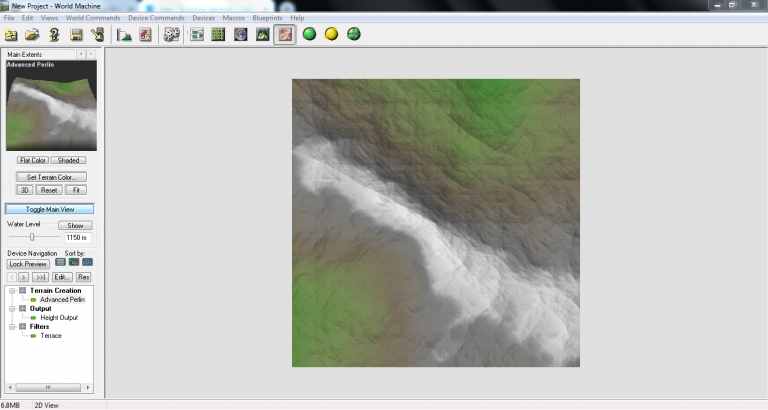 New Project - World Machine
File Edit Views World Commands Device Commands Devices Macros Blueprints Help
Main Extents
Advanced Perlin
Flat Color Shaded
Set Terrain Color...
3D Reset Fit
Toggle Main View
Water Level Show
1150 m
Device Navigation Sort by:
Lock Preview
< > >>| Edit... Res
Terrain Creation
Advanced Perlin
Output
Height Output
Filters
Terrace
6.8MB 2D View